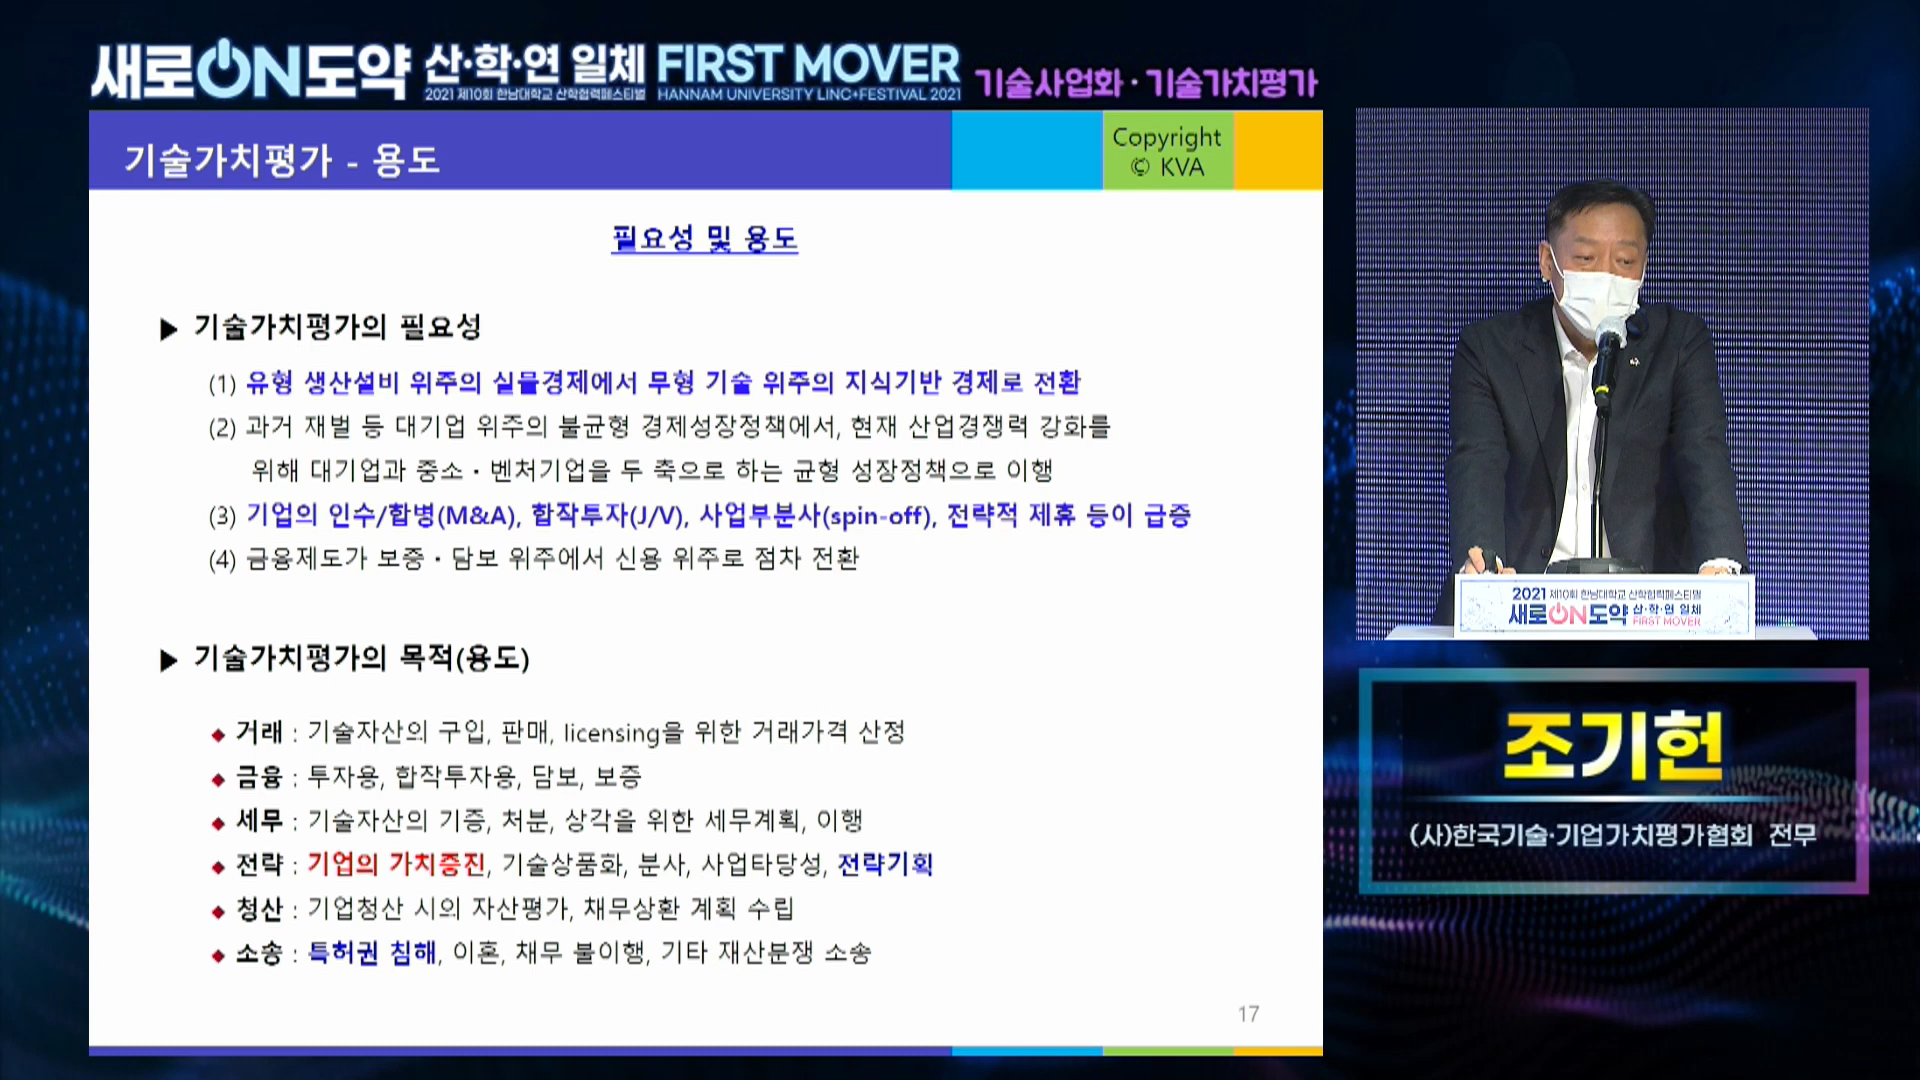 새로ON도약 산·학·연 일체 FIRST MOVER
2021 제10회 한남대학교 산학협력페스티벌 HANNAM UNIVERSITY LINC+FESTIVAL 2021
기술사업화 · 기술가치평가
기술가치평가 - 용도
Copyright
© KVA
필요성 및 용도
▶ 기술가치평가의 필요성
(1) 유형 생산설비 위주의 실물경제에서 무형 기술 위주의 지식기반 경제로 전환
(2) 과거 재벌 등 대기업 위주의 불균형 경제성장정책에서, 현재 산업경쟁력 강화를
위해 대기업과 중소·벤처기업을 두 축으로 하는 균형 성장정책으로 이행
(3) 기업의 인수/합병(M&A), 합작투자(J/V), 사업부분사(spin-off), 전략적 제휴 등이 급증
(4) 금융제도가 보증·담보 위주에서 신용 위주로 점차 전환
▶ 기술가치평가의 목적(용도)
◆ 거래 : 기술자산의 구입, 판매, licensing을 위한 거래가격 산정
◆ 금융 : 투자용, 합작투자용, 담보, 보증
◆ 세무 : 기술자산의 기증, 처분, 상각을 위한 세무계획, 이행
◆ 전략 : 기업의 가치증진, 기술상품화, 분사, 사업타당성, 전략기획
◆ 청산 : 기업청산 시의 자산평가, 채무상환 계획 수립
◆ 소송 : 특허권 침해, 이혼, 채무 불이행, 기타 재산분쟁 소송
17
2021 제10회 한남대학교 산학협력페스티벌
새로ON도약 산·학·연 일체
FIRST MOVER
조기헌
(사)한국기술·기업가치평가협회 전무